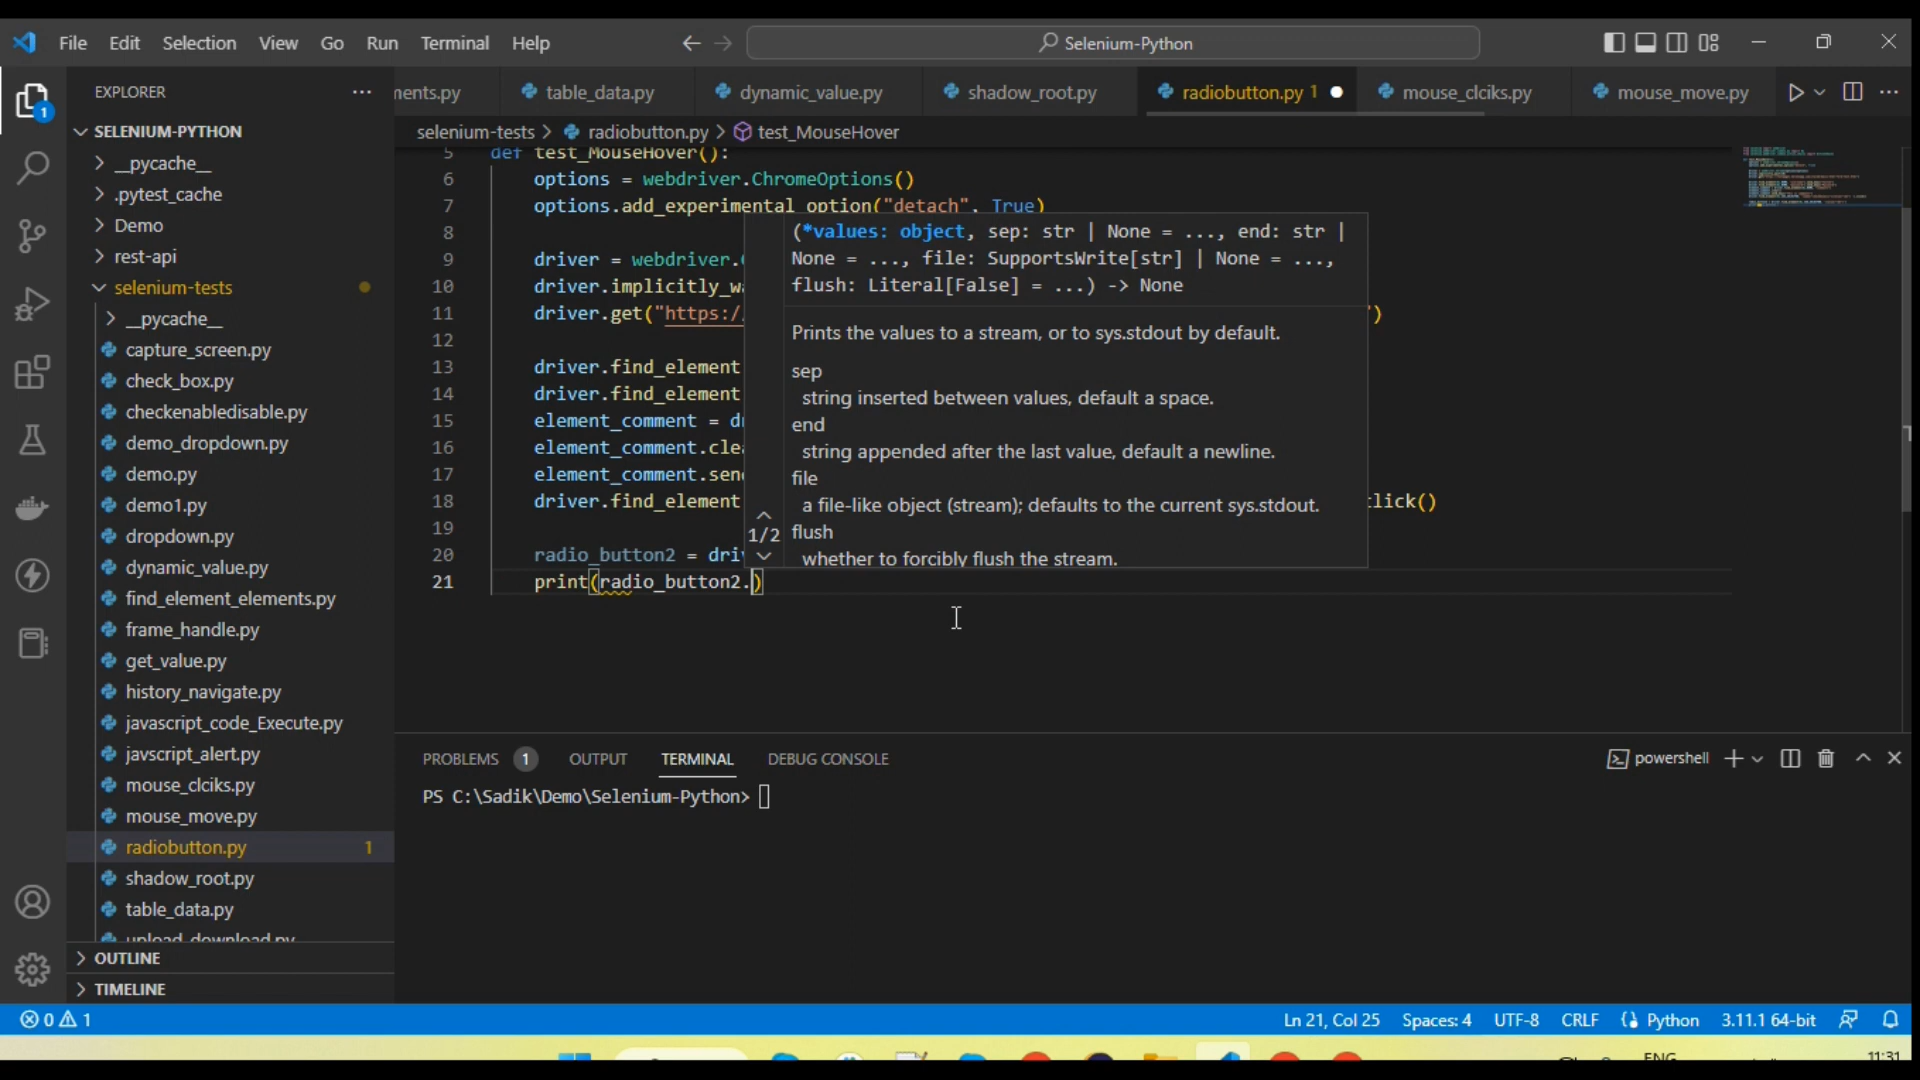 File Edit Selection View Go Run Terminal Help Selenium-Python
EXPLORER
ments.py table_data.py dynamic_value.py shadow_root.py radiobutton.py 1 mouse_clciks.py mouse_move.py
selenium-tests > radiobutton.py > test_MouseHover
SELENIUM-PYTHON
__pycache__
.pytest_cache
Demo
rest-api
selenium-tests
__pycache__
capture_screen.py
check_box.py
checkenabledisable.py
demo_dropdown.py
demo.py
demo1.py
dropdown.py
dynamic_value.py
find_element_elements.py
frame_handle.py
get_value.py
history_navigate.py
javascript_code_Execute.py
javscript_alert.py
mouse_clciks.py
mouse_move.py
radiobutton.py 1
shadow_root.py
table_data.py
upload_download.py
OUTLINE
TIMELINE
1
5 def test_MouseHover():
6 options = webdriver.ChromeOptions()
7 options.add_experimental_option("detach", True)
8
9 driver = webdriver.
10 driver.implicitly_wa
11 driver.get("https:/ ")
12
13 driver.find_element
14 driver.find_element
15 element_comment = d
16 element_comment.cle
17 element_comment.sen
18 driver.find_element lick()
19
20 radio_button2 = driv
21 print(radio_button2.)
(*values: object, sep: str | None = ..., end: str |
None = ..., file: SupportsWrite[str] | None = ...,
flush: Literal[False] = ...) -> None
Prints the values to a stream, or to sys.stdout by default.
sep
string inserted between values, default a space.
end
string appended after the last value, default a newline.
file
a file-like object (stream); defaults to the current sys.stdout.
flush
whether to forcibly flush the stream.
1/2
PROBLEMS 1 OUTPUT TERMINAL DEBUG CONSOLE powershell
PS C:\Sadik\Demo\Selenium-Python>
0 1 Ln 21, Col 25 Spaces: 4 UTF-8 CRLF Python 3.11.1 64-bit
ENG 11:31